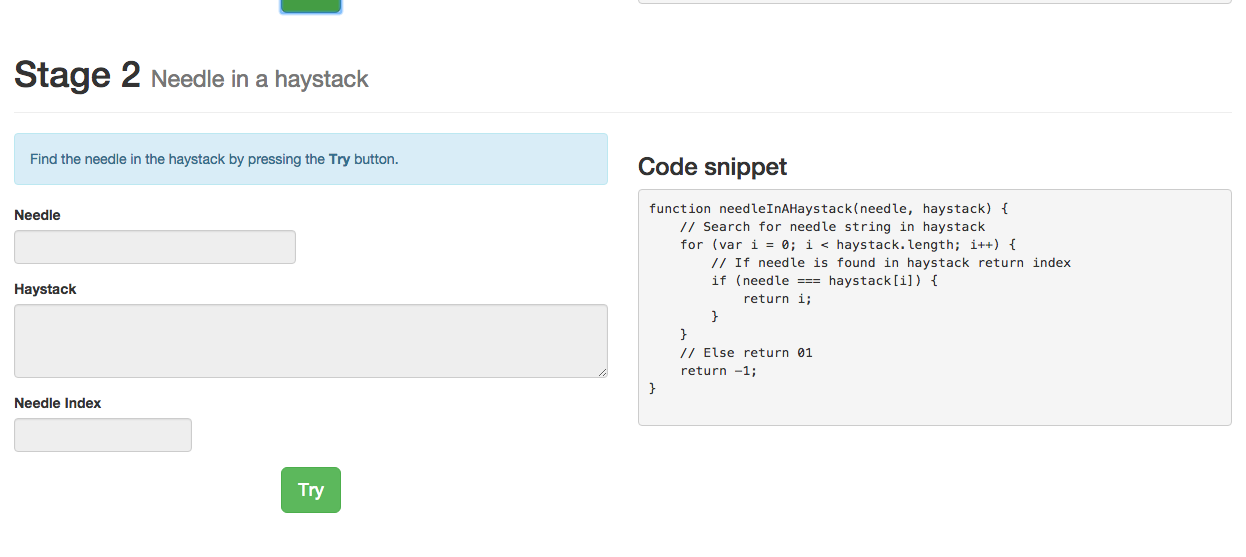 Stage 2 Needle in a haystack
Find the needle in the haystack by pressing the Try button.
Needle
Haystack
Needle Index
Try
Code snippet
function needleInAHaystack(needle, haystack) {
    // Search for needle string in haystack
    for (var i = 0; i < haystack.length; i++) {
        // If needle is found in haystack return index
        if (needle === haystack[i]) {
            return i;
        }
    }
    // Else return 01
    return –1;
}